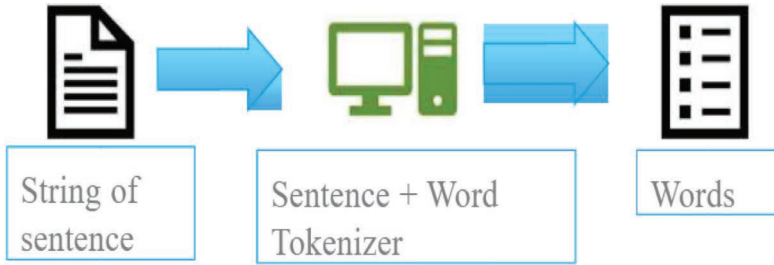 String of
sentence
Sentence + Word
Tokenizer
Words